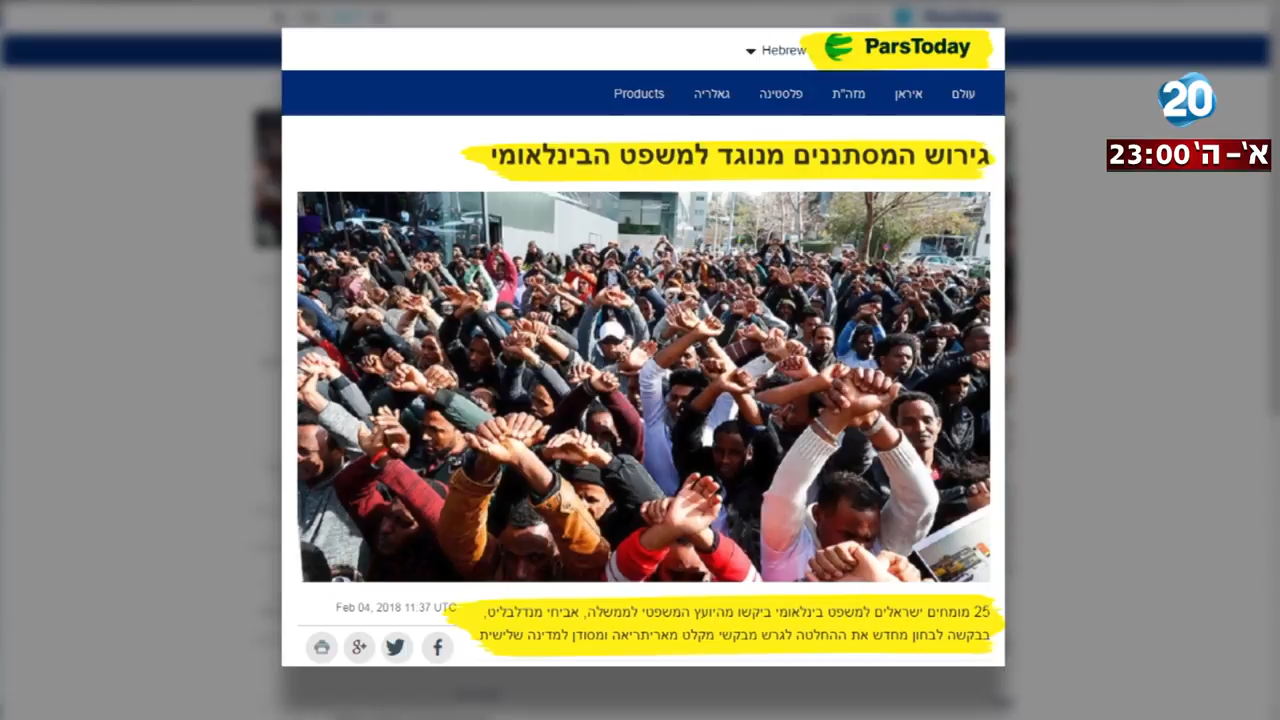 ParsToday
Hebrew
עולם איראן מזה"ת פלסטינה גאלריה Products
20
א'-ה' 23:00
גירוש המסתננים מנוגד למשפט הבינלאומי
Feb 04, 2018 11:37 UTC
25 מומחים ישראלים למשפט בינלאומי ביקשו מהיועץ המשפטי לממשלה, אביחי מנדלבליט,
בבקשה לבחון מחדש את ההחלטה לגרש מבקשי מקלט מאריתריאה ומסודן למדינה שלישית